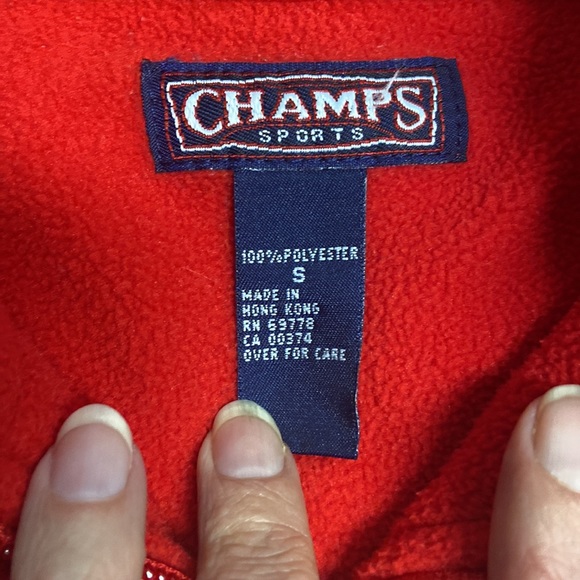 CHAMPS
SPORTS
100% POLYESTER
S
MADE IN
HONG KONG
RN 69778
CA 00374
OVER FOR CARE